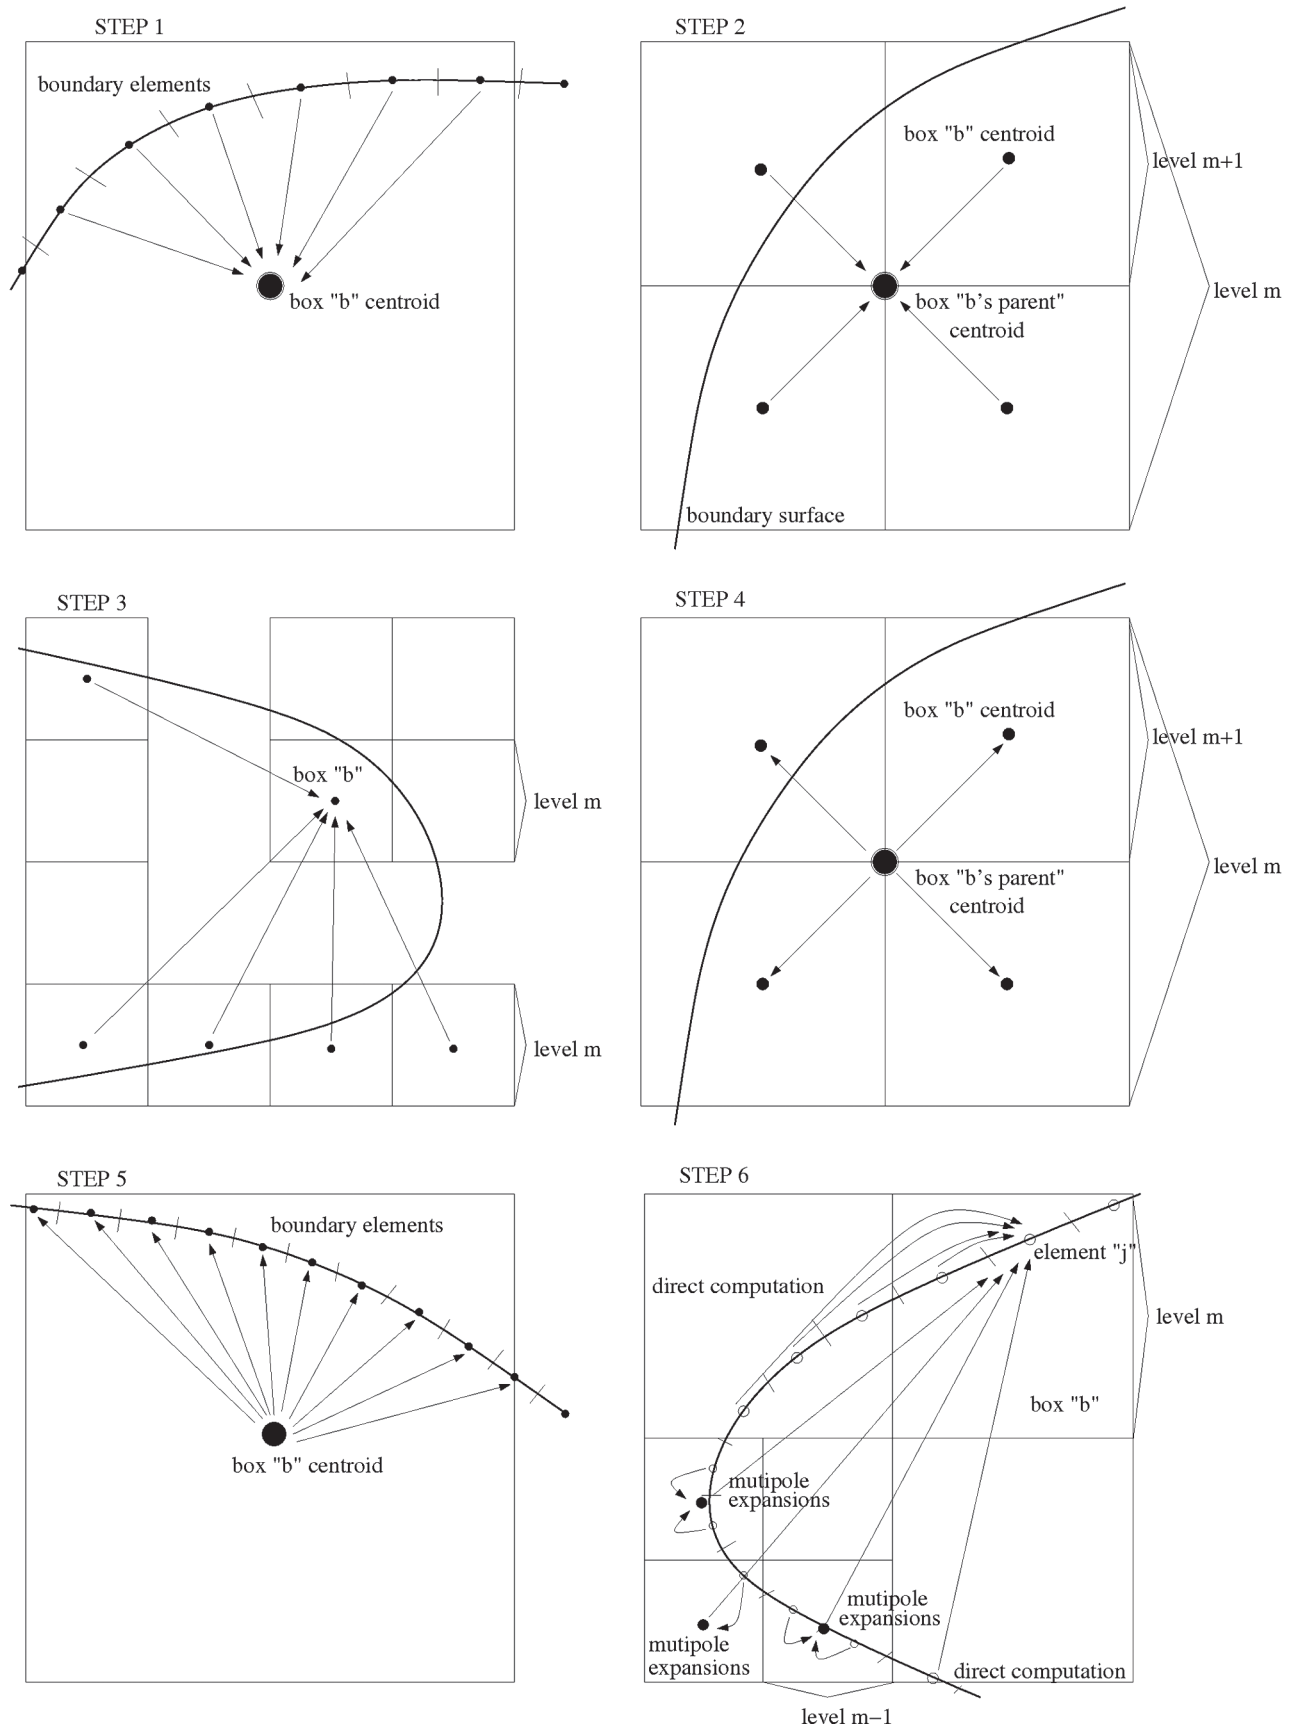 STEP 1
boundary elements
box "b" centroid
STEP 2
box "b" centroid
level m+1
box "b's parent"
centroid
level m
boundary surface
STEP 3
box "b"
level m
level m
STEP 4
box "b" centroid
level m+1
box "b's parent"
centroid
level m
STEP 5
boundary elements
box "b" centroid
STEP 6
element "j"
direct computation
level m
box "b"
mutipole
expansions
mutipole
expansions
mutipole
expansions
direct computation
level m−1